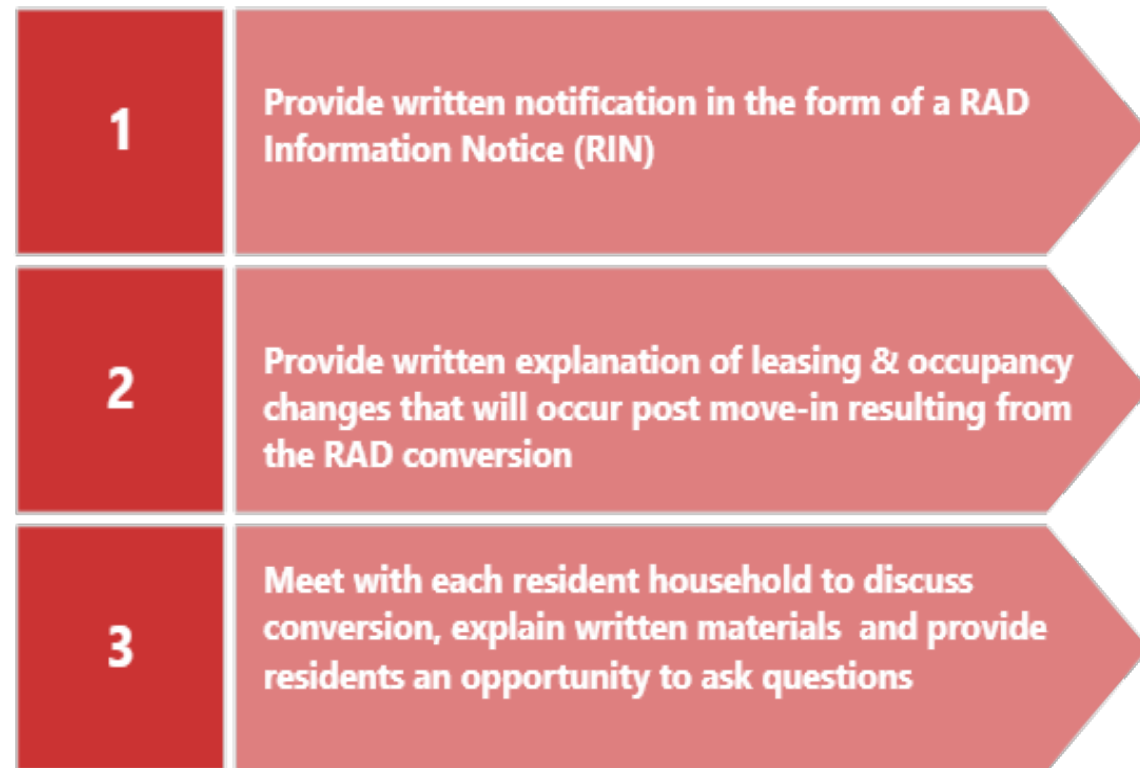 1
Provide written notification in the form of a RAD
Information Notice (RIN)
2
Provide written explanation of leasing & occupancy
changes that will occur post move-in resulting from
the RAD conversion
3
Meet with each resident household to discuss
conversion, explain written materials  and provide
residents an opportunity to ask questions